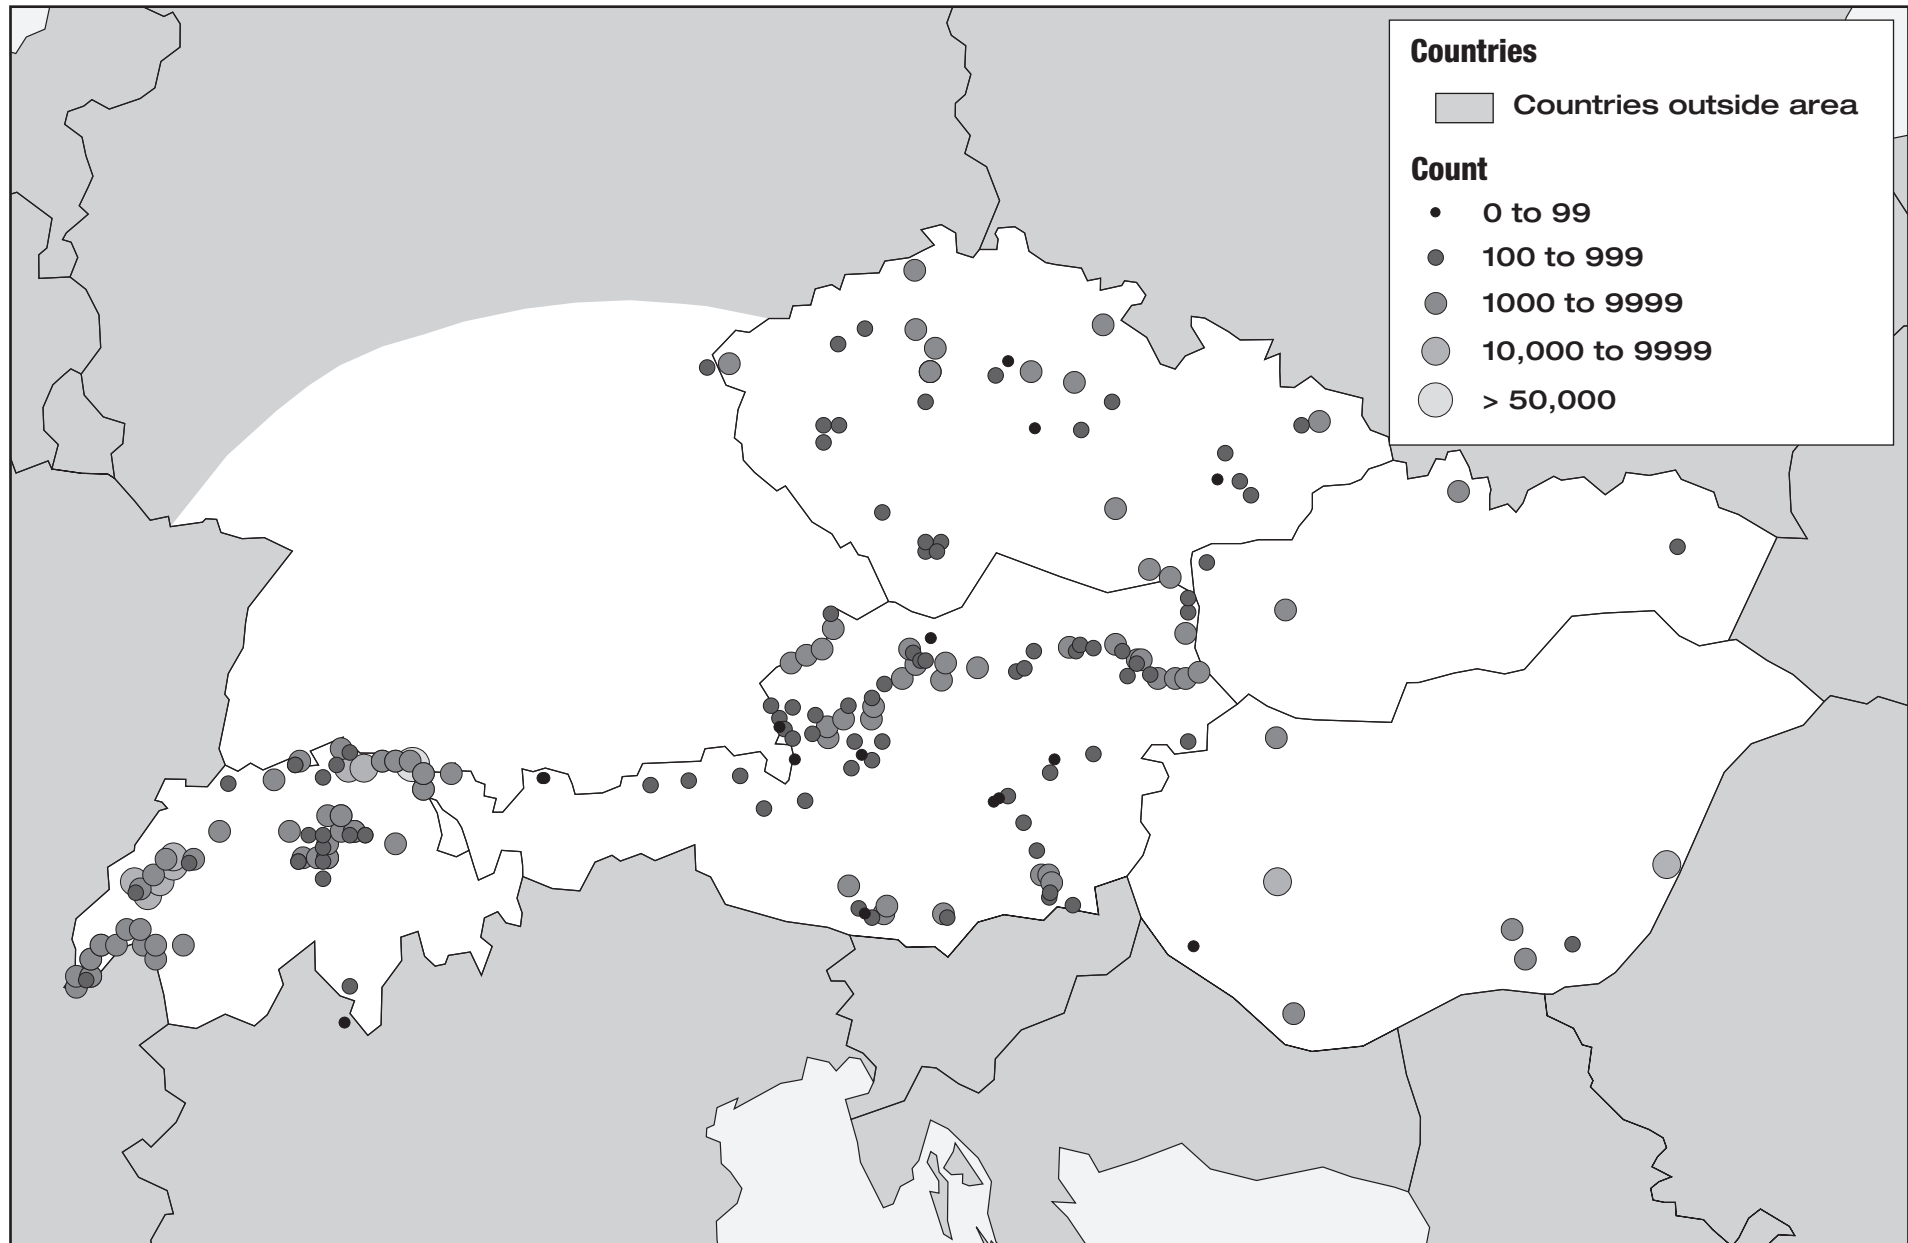 Countries
Countries outside area
Count
0 to 99
100 to 999
1000 to 9999
10,000 to 9999
> 50,000